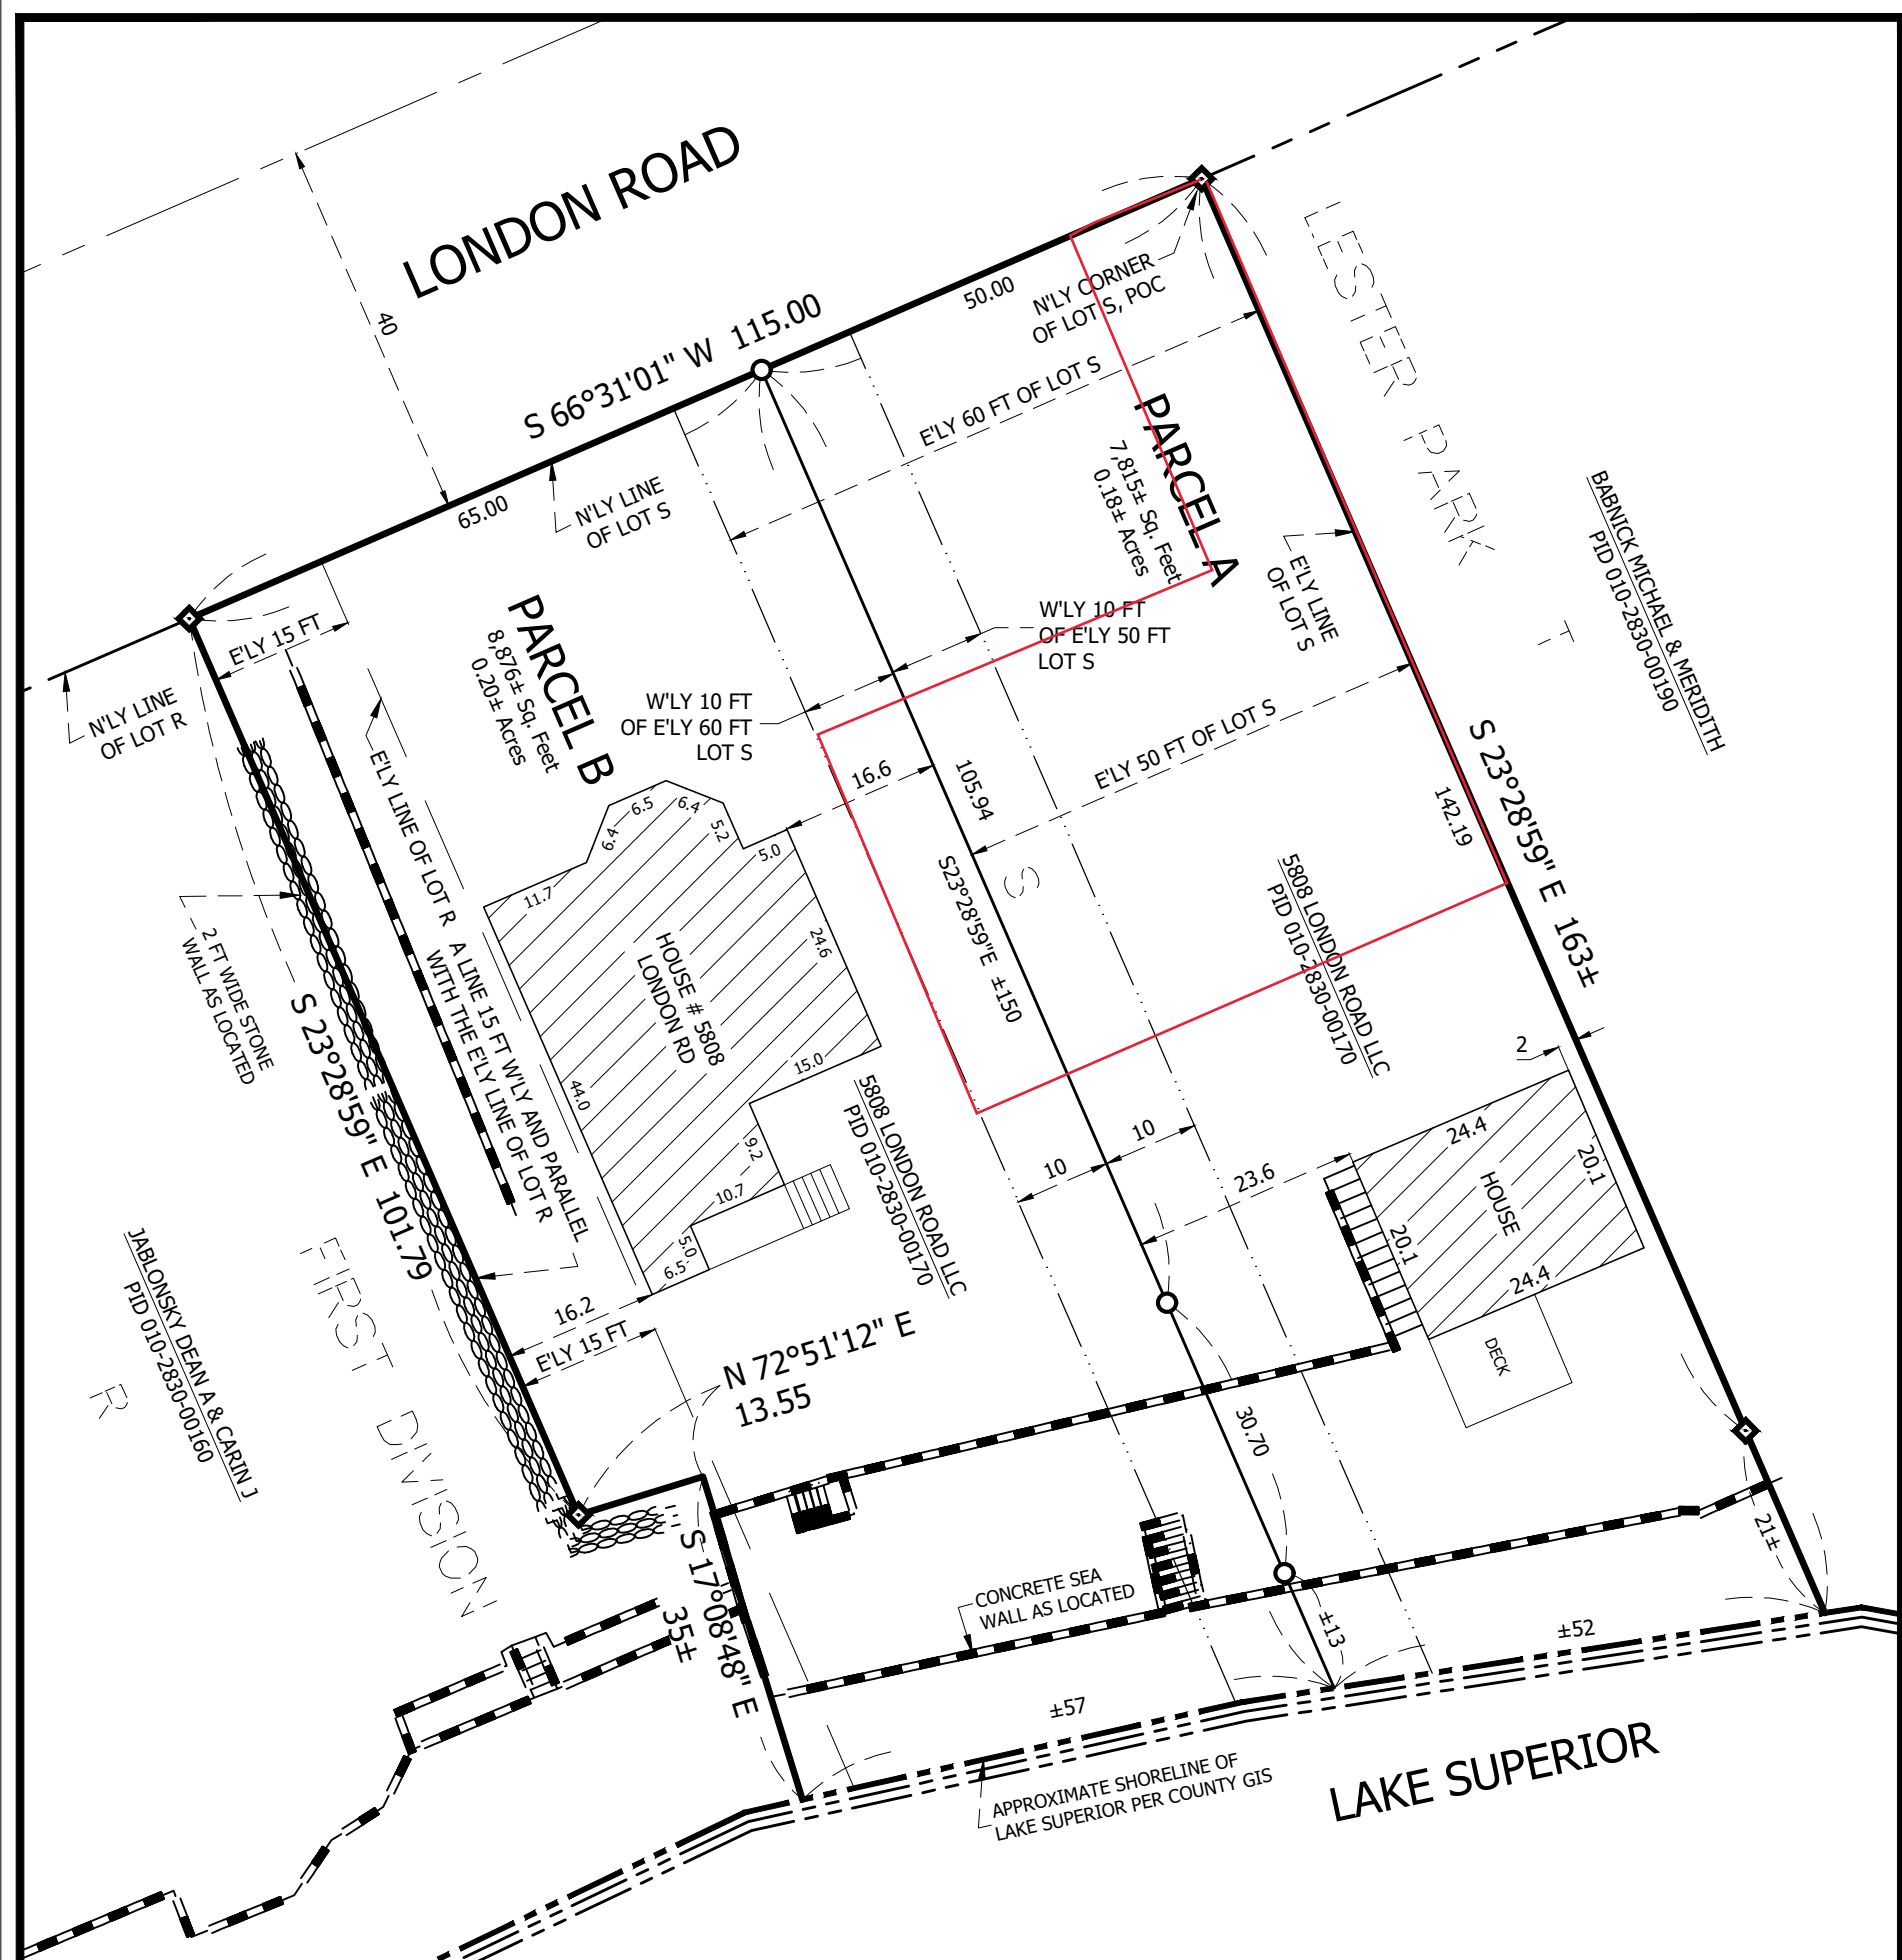 LONDON ROAD
40
S 66°31'01" W 115.00
50.00
65.00
N'LY CORNER
OF LOT S, POC
E'LY 60 FT OF LOT S
N'LY LINE
OF LOT S
LESTER PARK
PARCEL A
7,815± Sq. Feet
0.18± Acres
E'LY LINE
OF LOT S
T
BABNICK MICHAEL & MERIDITH
PID 010-2830-00190
E'LY 15 FT
N'LY LINE
OF LOT R
PARCEL B
8,876± Sq. Feet
0.20± Acres
W'LY 10 FT
OF E'LY 50 FT
LOT S
W'LY 10 FT
OF E'LY 60 FT
LOT S
E'LY 50 FT OF LOT S
16.6
105.94
S23°28'59"E ±150
S
142.19
S 23°28'59" E 163±
5808 LONDON ROAD LLC
PID 010-2830-00170
E'LY LINE OF LOT R
A LINE 15 FT W'LY AND PARALLEL
WITH THE E'LY LINE OF LOT R
2 FT WIDE STONE
WALL AS LOCATED
S 23°28'59" E 101.79
6.4
6.5
6.4
5.2
5.0
11.7
24.6
HOUSE # 5808
LONDON RD
44.0
15.0
9.2
10.7
5.0
6.5
5808 LONDON ROAD LLC
PID 010-2830-00170
2
10
10
23.6
24.4
20.1
HOUSE
20.1
24.4
DECK
16.2
E'LY 15 FT
N 72°51'12" E
13.55
JABLONSKY DEAN A & CARIN J
PID 010-2830-00160
R
FIRST DIVISION
30.70
21±
S 17°08'48" E
35±
CONCRETE SEA
WALL AS LOCATED
±13
±52
±57
APPROXIMATE SHORELINE OF
LAKE SUPERIOR PER COUNTY GIS
LAKE SUPERIOR